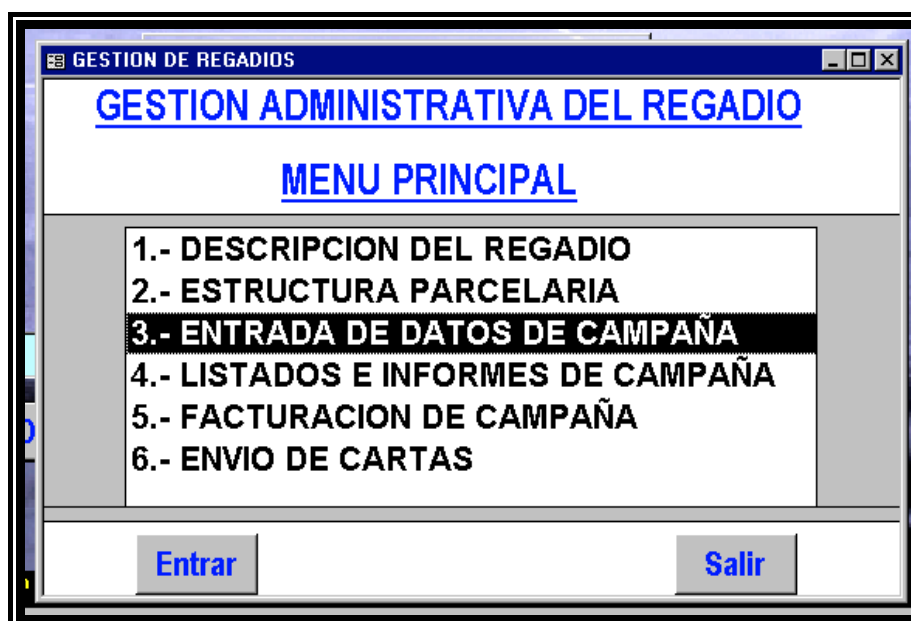 GESTION DE REGADIOS
GESTION ADMINISTRATIVA DEL REGADIO
MENU PRINCIPAL
1.- DESCRIPCION DEL REGADIO
2.- ESTRUCTURA PARCELARIA
3.- ENTRADA DE DATOS DE CAMPAÑA
4.- LISTADOS E INFORMES DE CAMPAÑA
5.- FACTURACION DE CAMPAÑA
6.- ENVIO DE CARTAS
Entrar
Salir